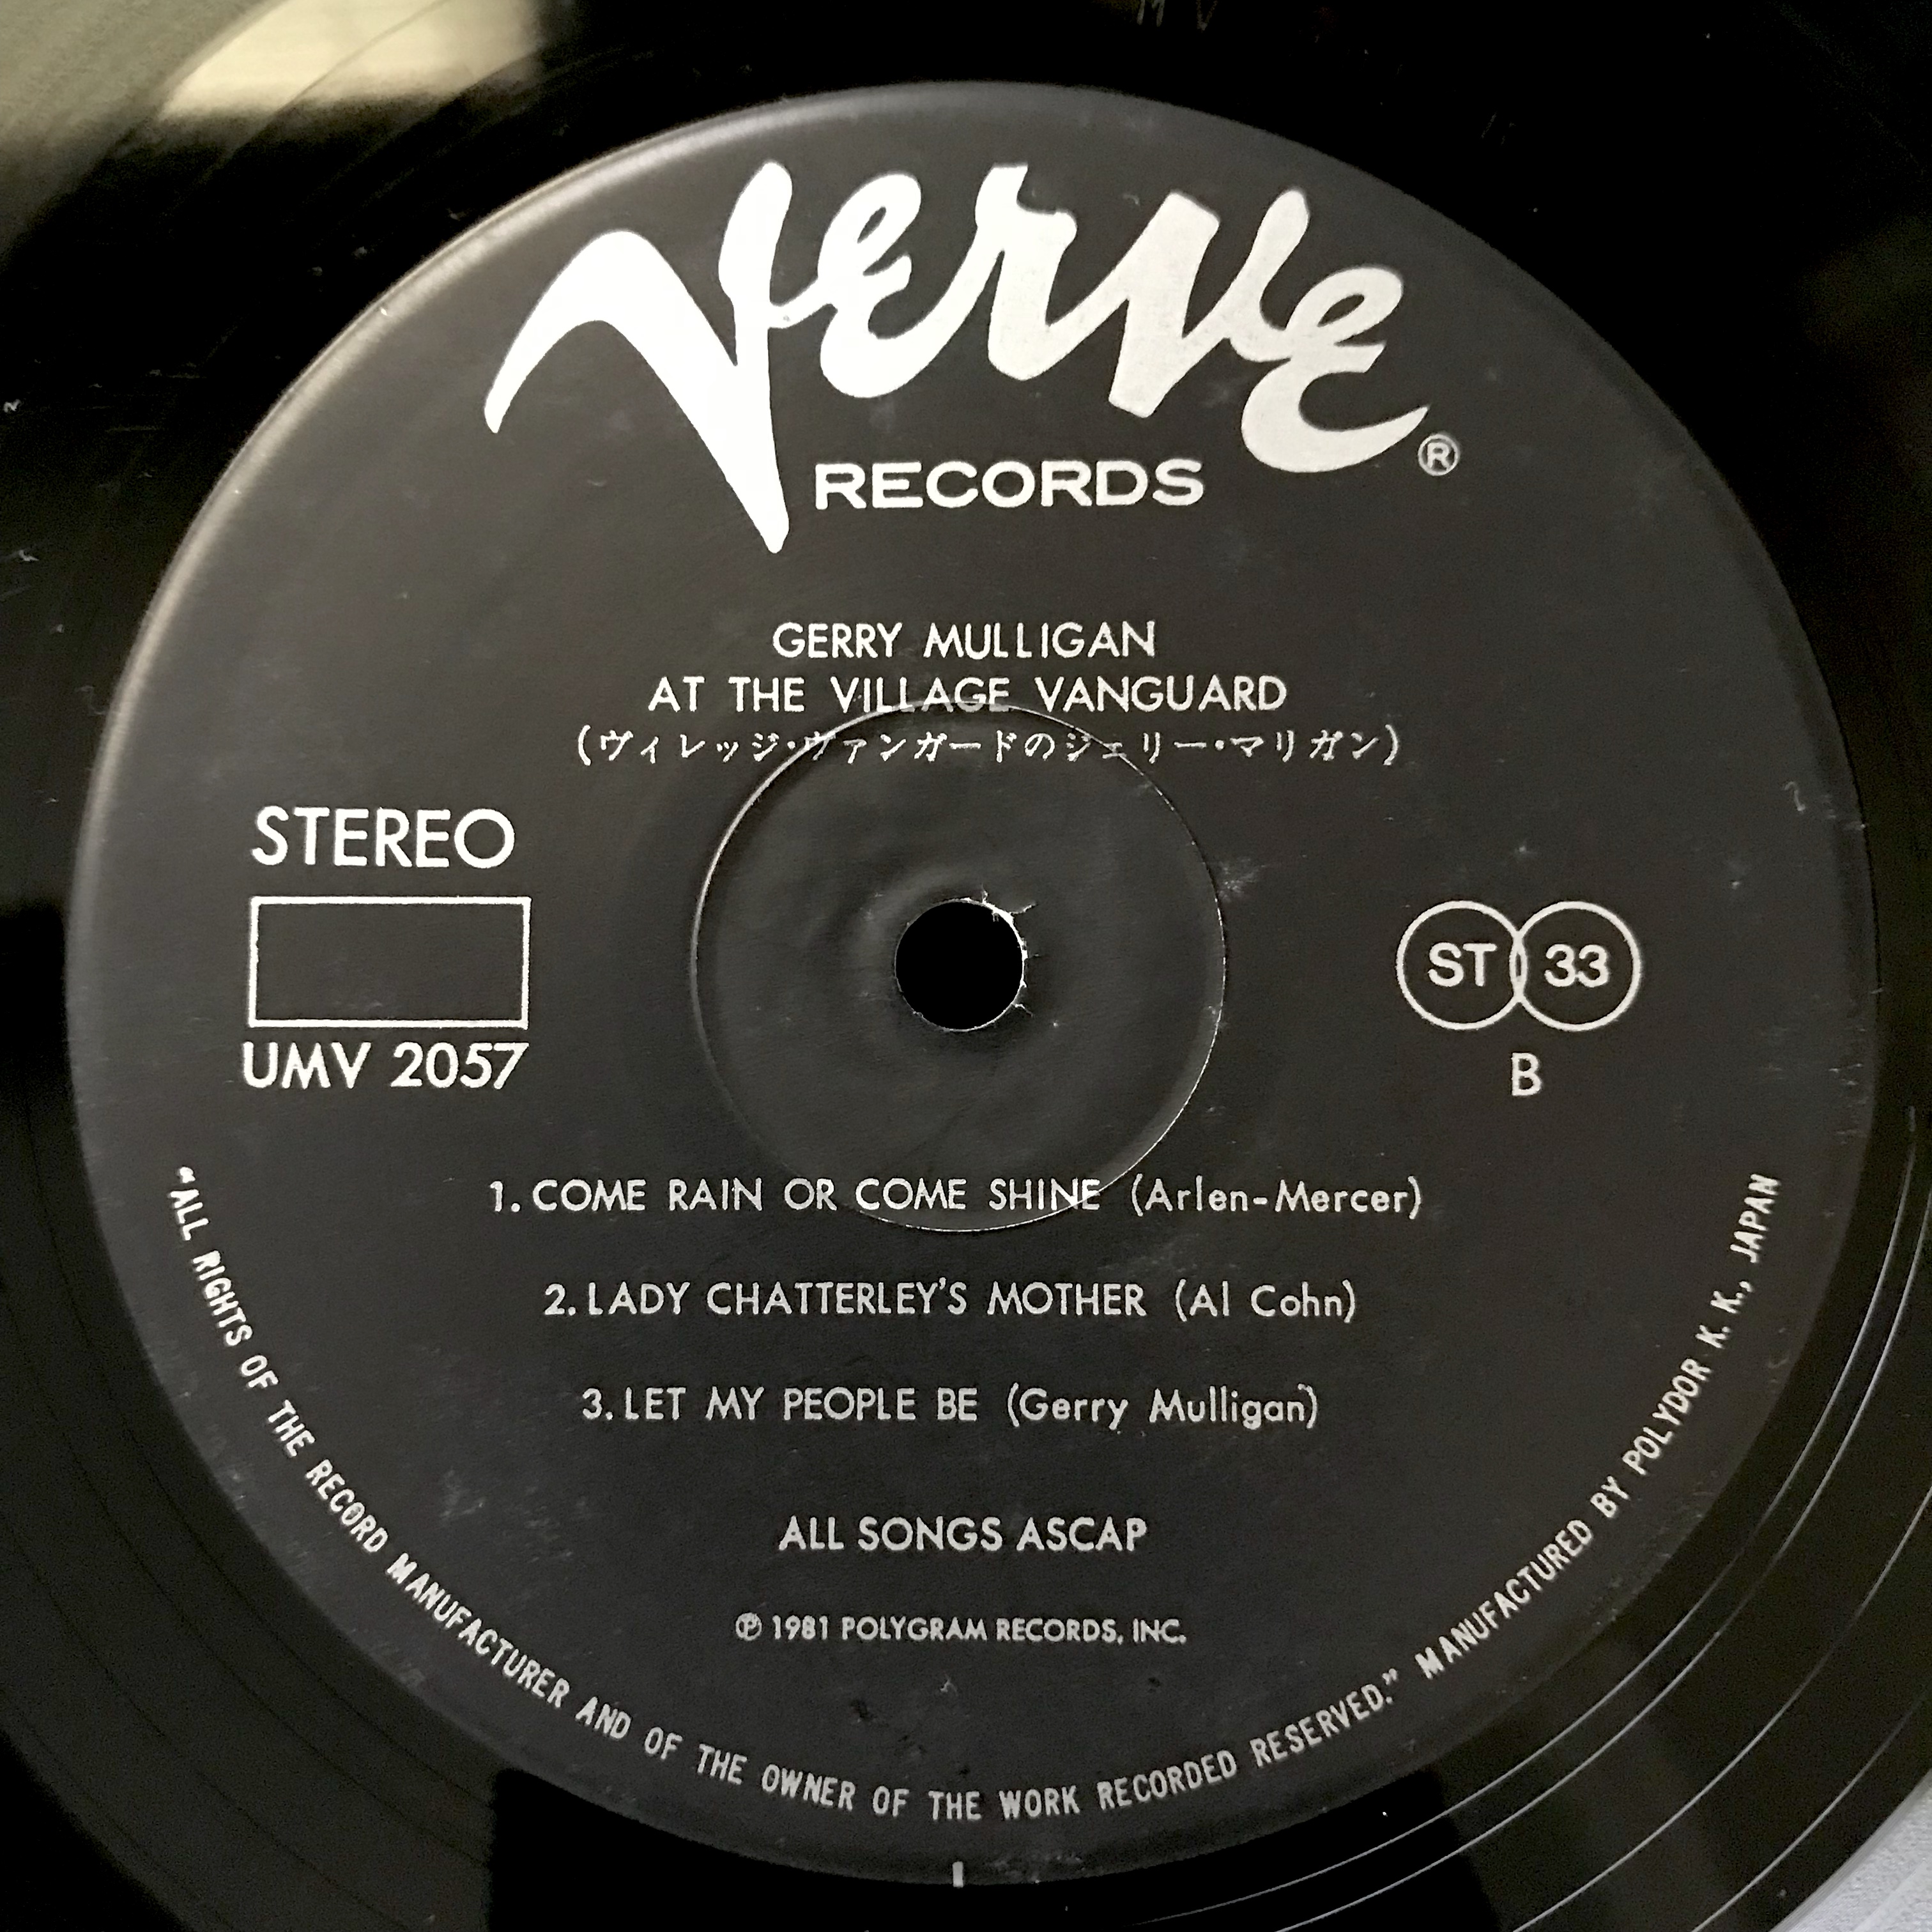 Verve ®
RECORDS
GERRY MULLIGAN
AT THE VILLAGE VANGUARD
(ヴィレッジ・ヴァンガードのジェリー・マリガン)
STEREO
UMV 2057
ST 33
B
1. COME RAIN OR COME SHINE (Arlen-Mercer)
2. LADY CHATTERLEY'S MOTHER (Al Cohn)
3. LET MY PEOPLE BE (Gerry Mulligan)
ALL SONGS ASCAP
℗ 1981 POLYGRAM RECORDS, INC.
"ALL RIGHTS OF THE RECORD MANUFACTURER AND OF THE OWNER OF THE WORK RECORDED RESERVED." MANUFACTURED BY POLYDOR K. K., JAPAN